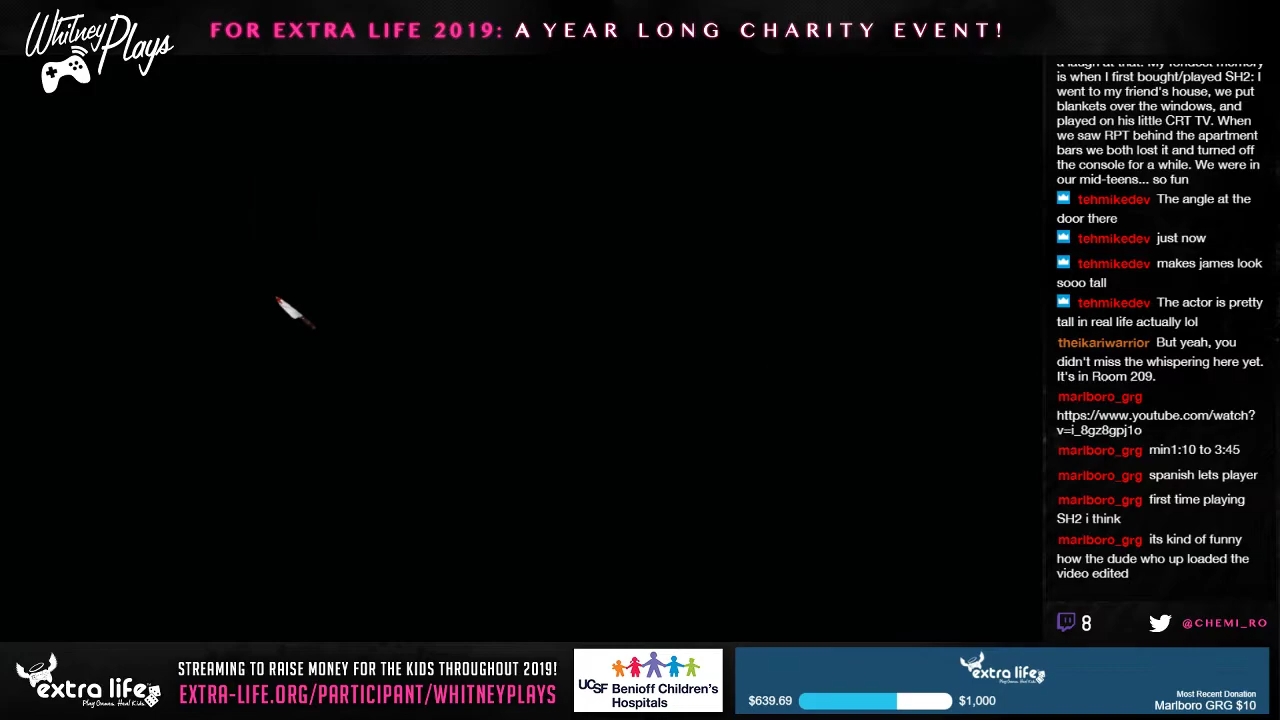 Whitney Plays
FOR EXTRA LIFE 2019: A YEAR LONG CHARITY EVENT!
is when I first bought/played SH2: I
went to my friend's house, we put
blankets over the windows, and
played on his little CRT TV. When
we saw RPT behind the apartment
bars we both lost it and turned off
the console for a while. We were in
our mid-teens... so fun
tehmikedev The angle at the
door there
tehmikedev just now
tehmikedev makes james look
sooo tall
tehmikedev The actor is pretty
tall in real life actually lol
theikariwarrior But yeah, you
didn't miss the whispering here yet.
It's in Room 209.
marlboro_grg
https://www.youtube.com/watch?
v=i_8gz8gpj1o
marlboro_grg min1:10 to 3:45
marlboro_grg spanish lets player
marlboro_grg first time playing
SH2 i think
marlboro_grg its kind of funny
how the dude who up loaded the
video edited
8 @CHEMI_RO
extra life
Play Games. Heal Kids.
STREAMING TO RAISE MONEY FOR THE KIDS THROUGHOUT 2019!
EXTRA-LIFE.ORG/PARTICIPANT/WHITNEYPLAYS
UCSF Benioff Children's
Hospitals
extra life
$639.69 $1,000
Most Recent Donation
Marlboro GRG $10